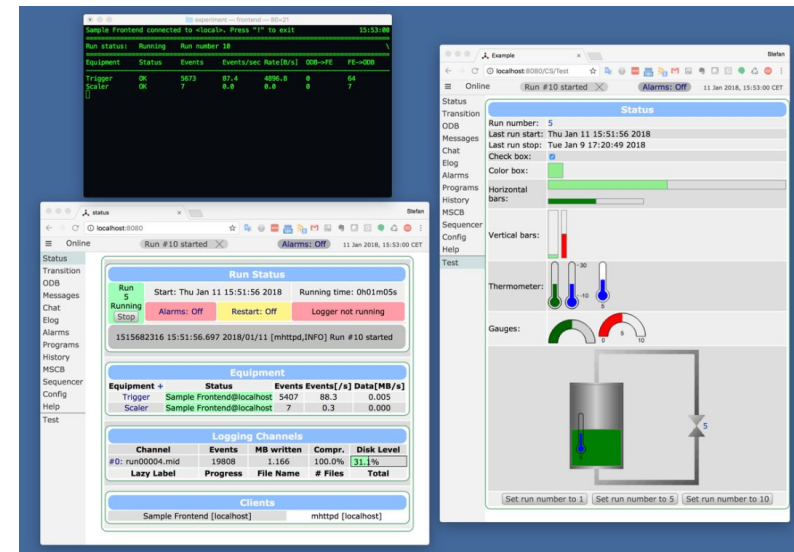 experiment — frontend — 80×21
Sample Frontend connected to <local>. Press "!" to exit 15:53:00
Run status: Running Run number 10 \
Equipment Status Events Events/sec Rate[B/s] ODB->FE FE->ODB
Trigger OK 5673 87.4 4896.8 0 64
Scaler OK 7 0.0 0.0 0 7
status Stefan
localhost:8080
Online Run #10 started Alarms: Off 11 Jan 2018, 15:53:00 CET
Status
Transition
ODB
Messages
Chat
Elog
Alarms
Programs
History
MSCB
Sequencer
Config
Help
Test
Run Status
Run
5
Running
Stop
Start: Thu Jan 11 15:51:56 2018 Running time: 0h01m05s
Alarms: Off Restart: Off Logger not running
1515682316 15:51:56.697 2018/01/11 [mhttpd,INFO] Run #10 started
Equipment
Equipment + Status Events Events[/s] Data[MB/s]
Trigger Sample Frontend@localhost 5407 88.3 0.005
Scaler Sample Frontend@localhost 7 0.3 0.000
Logging Channels
Channel Events MB written Compr. Disk Level
#0: run00004.mid 19808 1.166 100.0% 31.1%
Lazy Label Progress File Name # Files Total
Clients
Sample Frontend [localhost] mhttpd [localhost]
Example Stefan
localhost:8080/CS/Test
Online Run #10 started Alarms: Off 11 Jan 2018, 15:53:00 CET
Status
Transition
ODB
Messages
Chat
Elog
Alarms
Programs
History
MSCB
Sequencer
Config
Help
Test
Status
Run number: 5
Last run start: Thu Jan 11 15:51:56 2018
Last run stop: Tue Jan 9 17:20:49 2018
Check box:
Color box:
Horizontal
bars:
Vertical bars:
Thermometer:
30
10
5
Gauges:
0 5 10
5
5
Set run number to 1 Set run number to 5 Set run number to 10